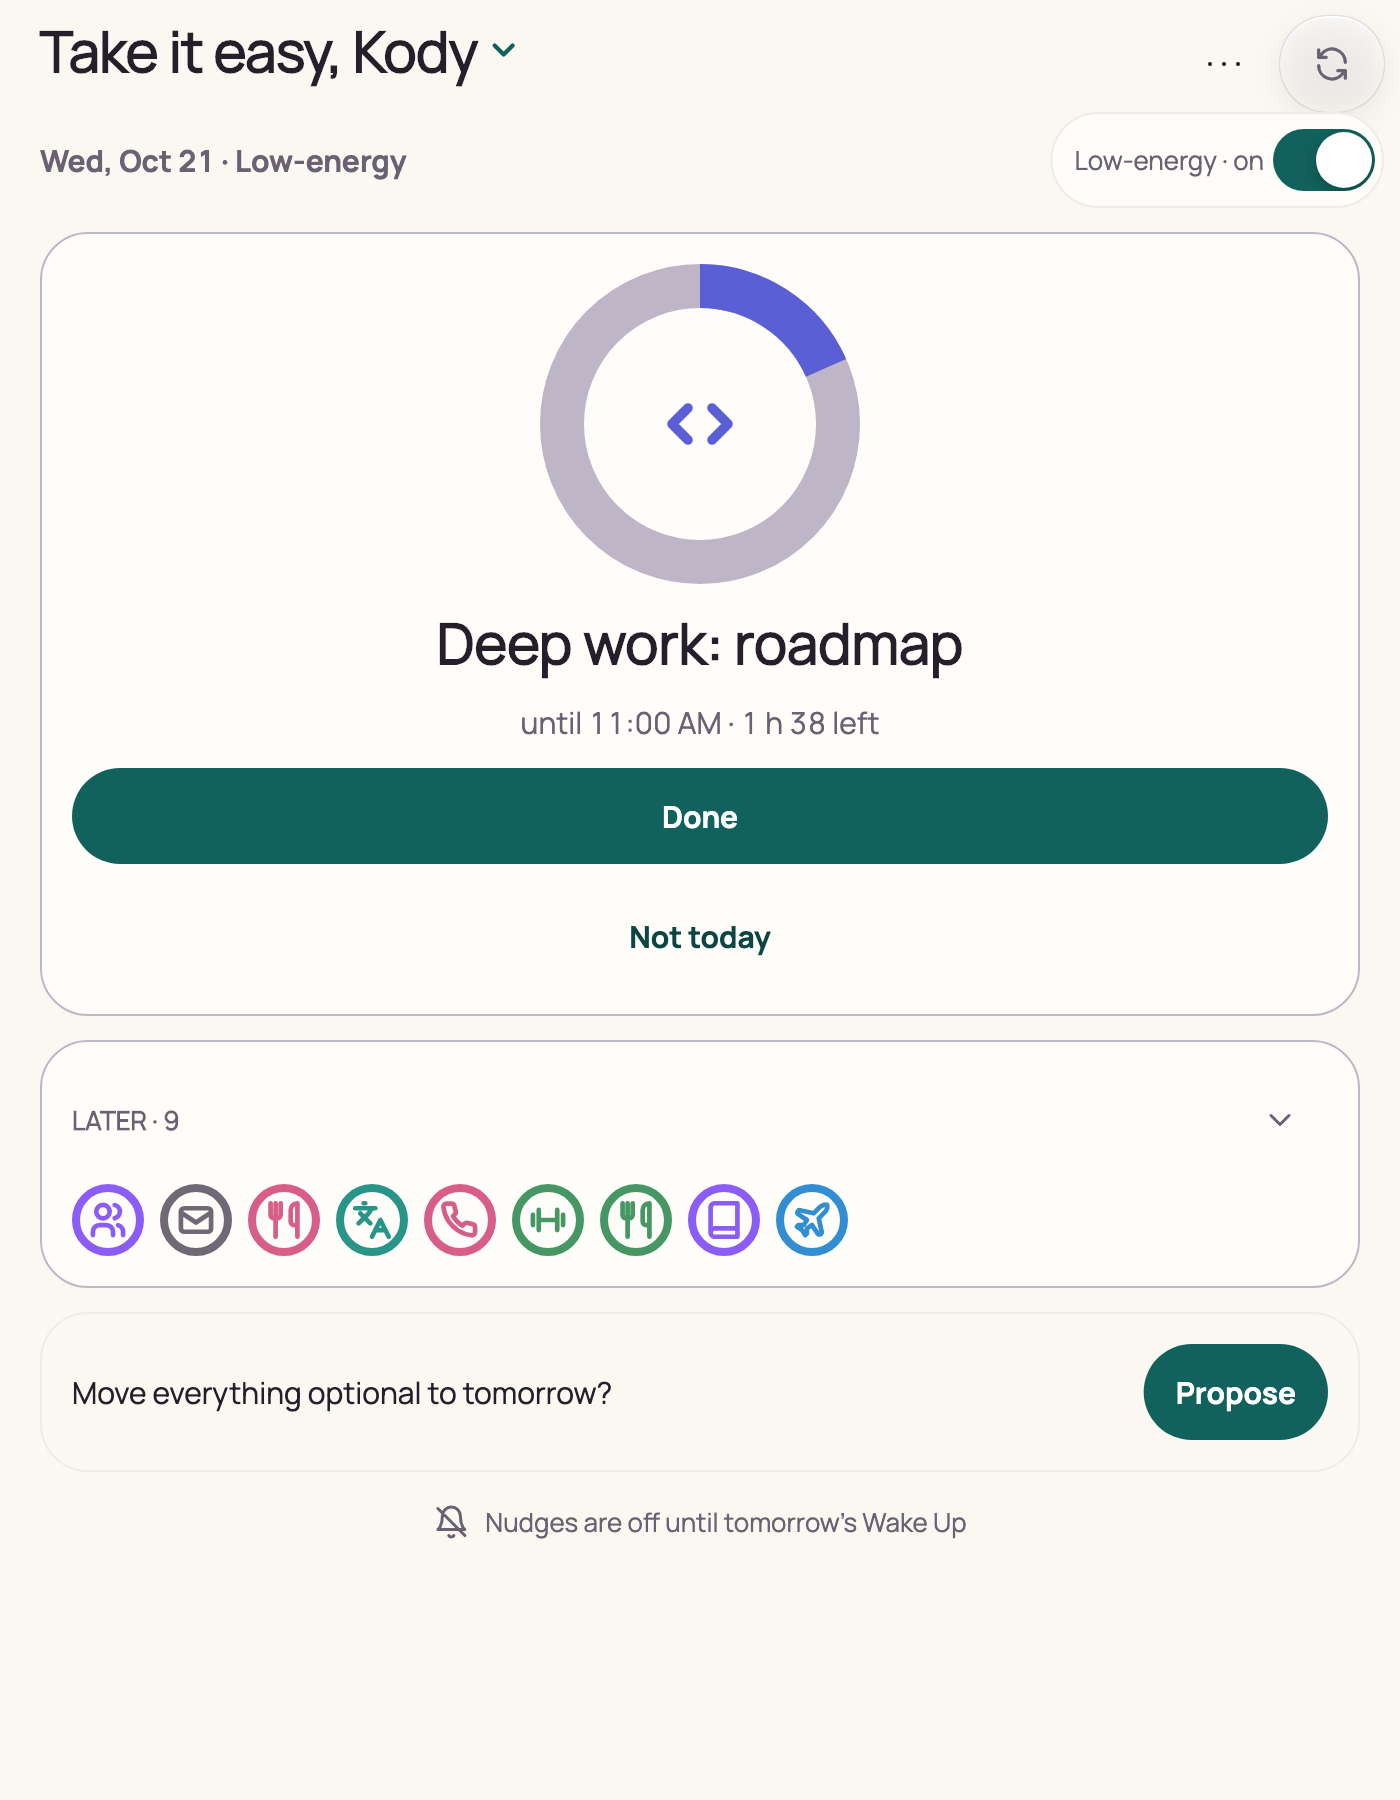 Take it easy, Kody
...
Wed, Oct 21 · Low-energy
Low-energy · on
Deep work: roadmap
until 11:00 AM · 1 h 38 left
Done
Not today
LATER · 9
Move everything optional to tomorrow?
Propose
Nudges are off until tomorrow’s Wake Up